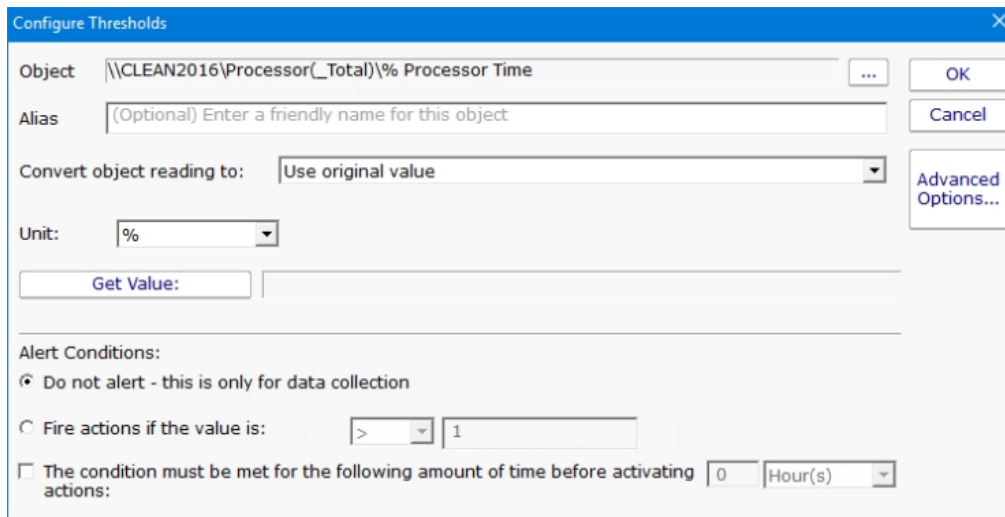 Configure Thresholds
Object \\CLEAN2016\Processor(_Total)\% Processor Time ... OK
Alias (Optional) Enter a friendly name for this object Cancel
Convert object reading to: Use original value
Advanced
Options...
Unit: %
Get Value:
Alert Conditions:
Do not alert - this is only for data collection
Fire actions if the value is: > 1
The condition must be met for the following amount of time before activating 0 Hour(s)
actions: